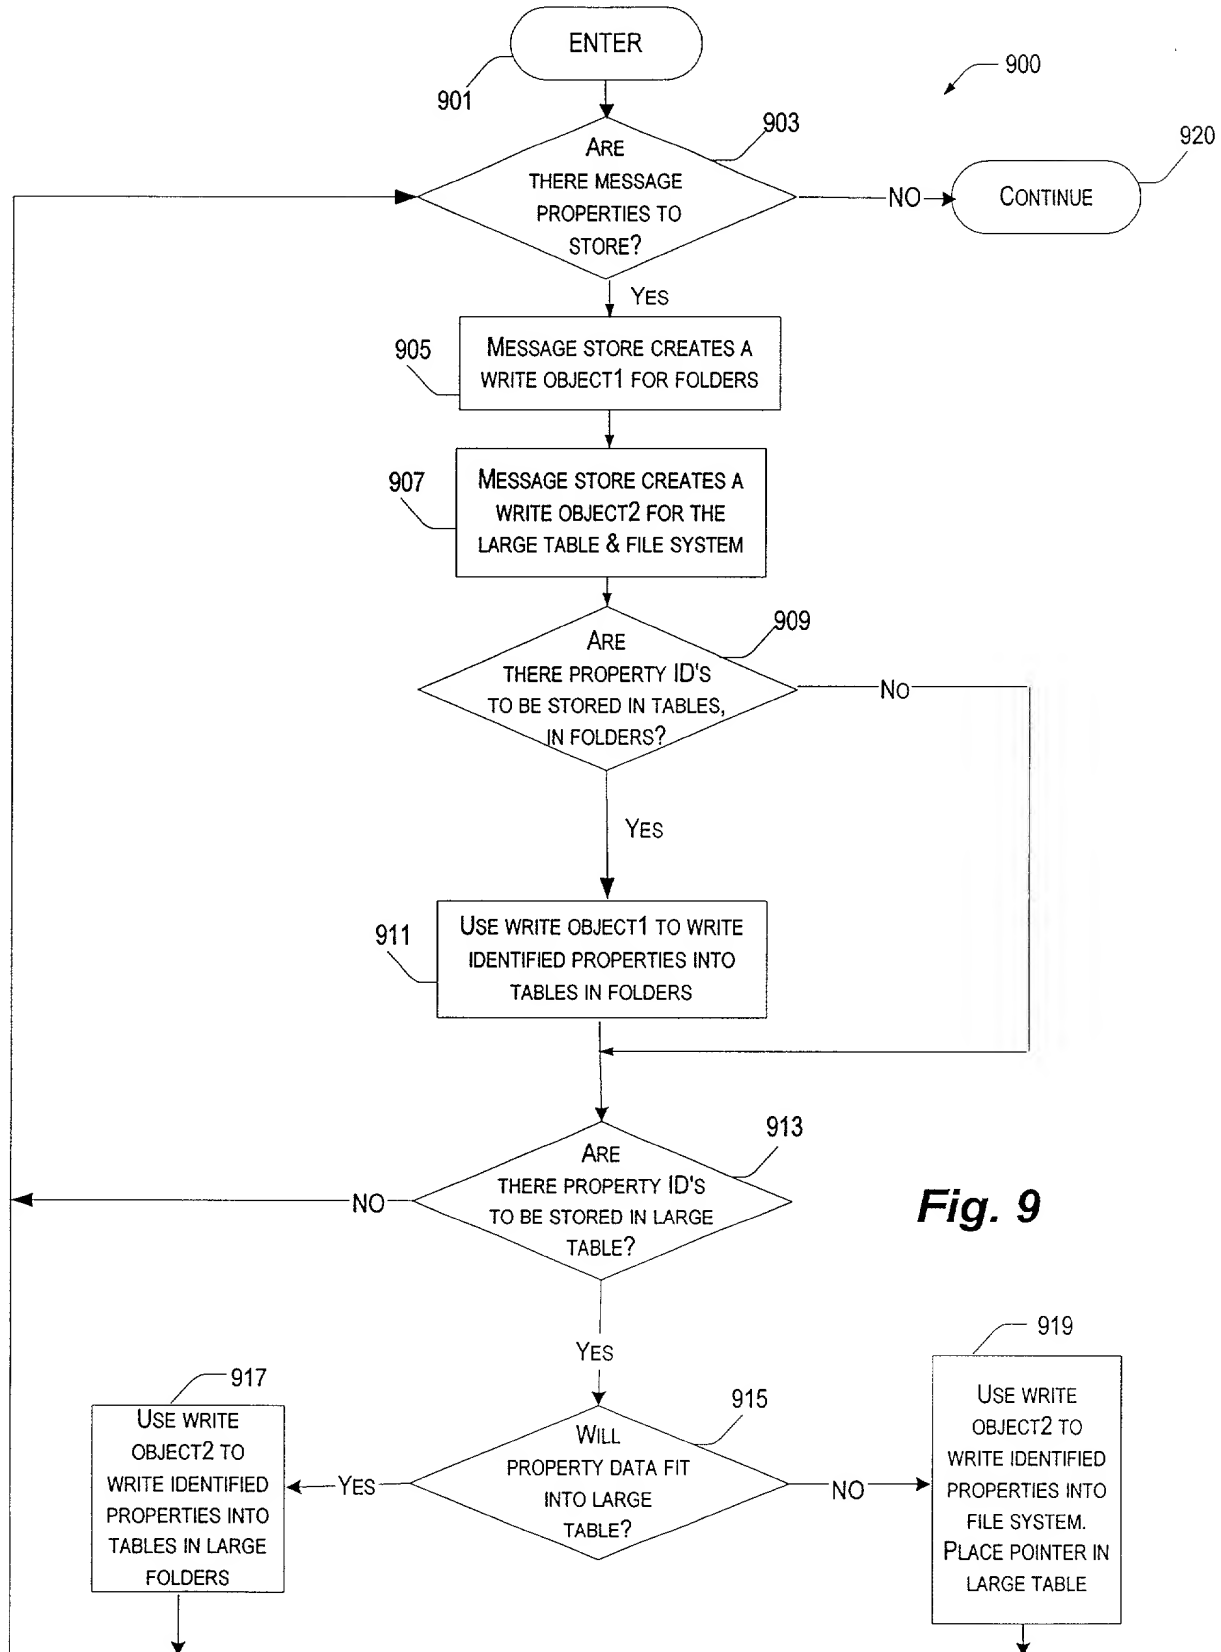 ENTER
901
900
903
ARE
THERE MESSAGE
PROPERTIES TO
STORE?
NO
920
CONTINUE
YES
905
MESSAGE STORE CREATES A
WRITE OBJECT1 FOR FOLDERS
907
MESSAGE STORE CREATES A
WRITE OBJECT2 FOR THE
LARGE TABLE & FILE SYSTEM
909
ARE
THERE PROPERTY ID'S
TO BE STORED IN TABLES,
IN FOLDERS?
NO
YES
911
USE WRITE OBJECT1 TO WRITE
IDENTIFIED PROPERTIES INTO
TABLES IN FOLDERS
913
ARE
THERE PROPERTY ID'S
TO BE STORED IN LARGE
TABLE?
NO
Fig. 9
YES
915
WILL
PROPERTY DATA FIT
INTO LARGE
TABLE?
YES
NO
917
USE WRITE
OBJECT2 TO
WRITE IDENTIFIED
PROPERTIES INTO
TABLES IN LARGE
FOLDERS
919
USE WRITE
OBJECT2 TO
WRITE IDENTIFIED
PROPERTIES INTO
FILE SYSTEM.
PLACE POINTER IN
LARGE TABLE